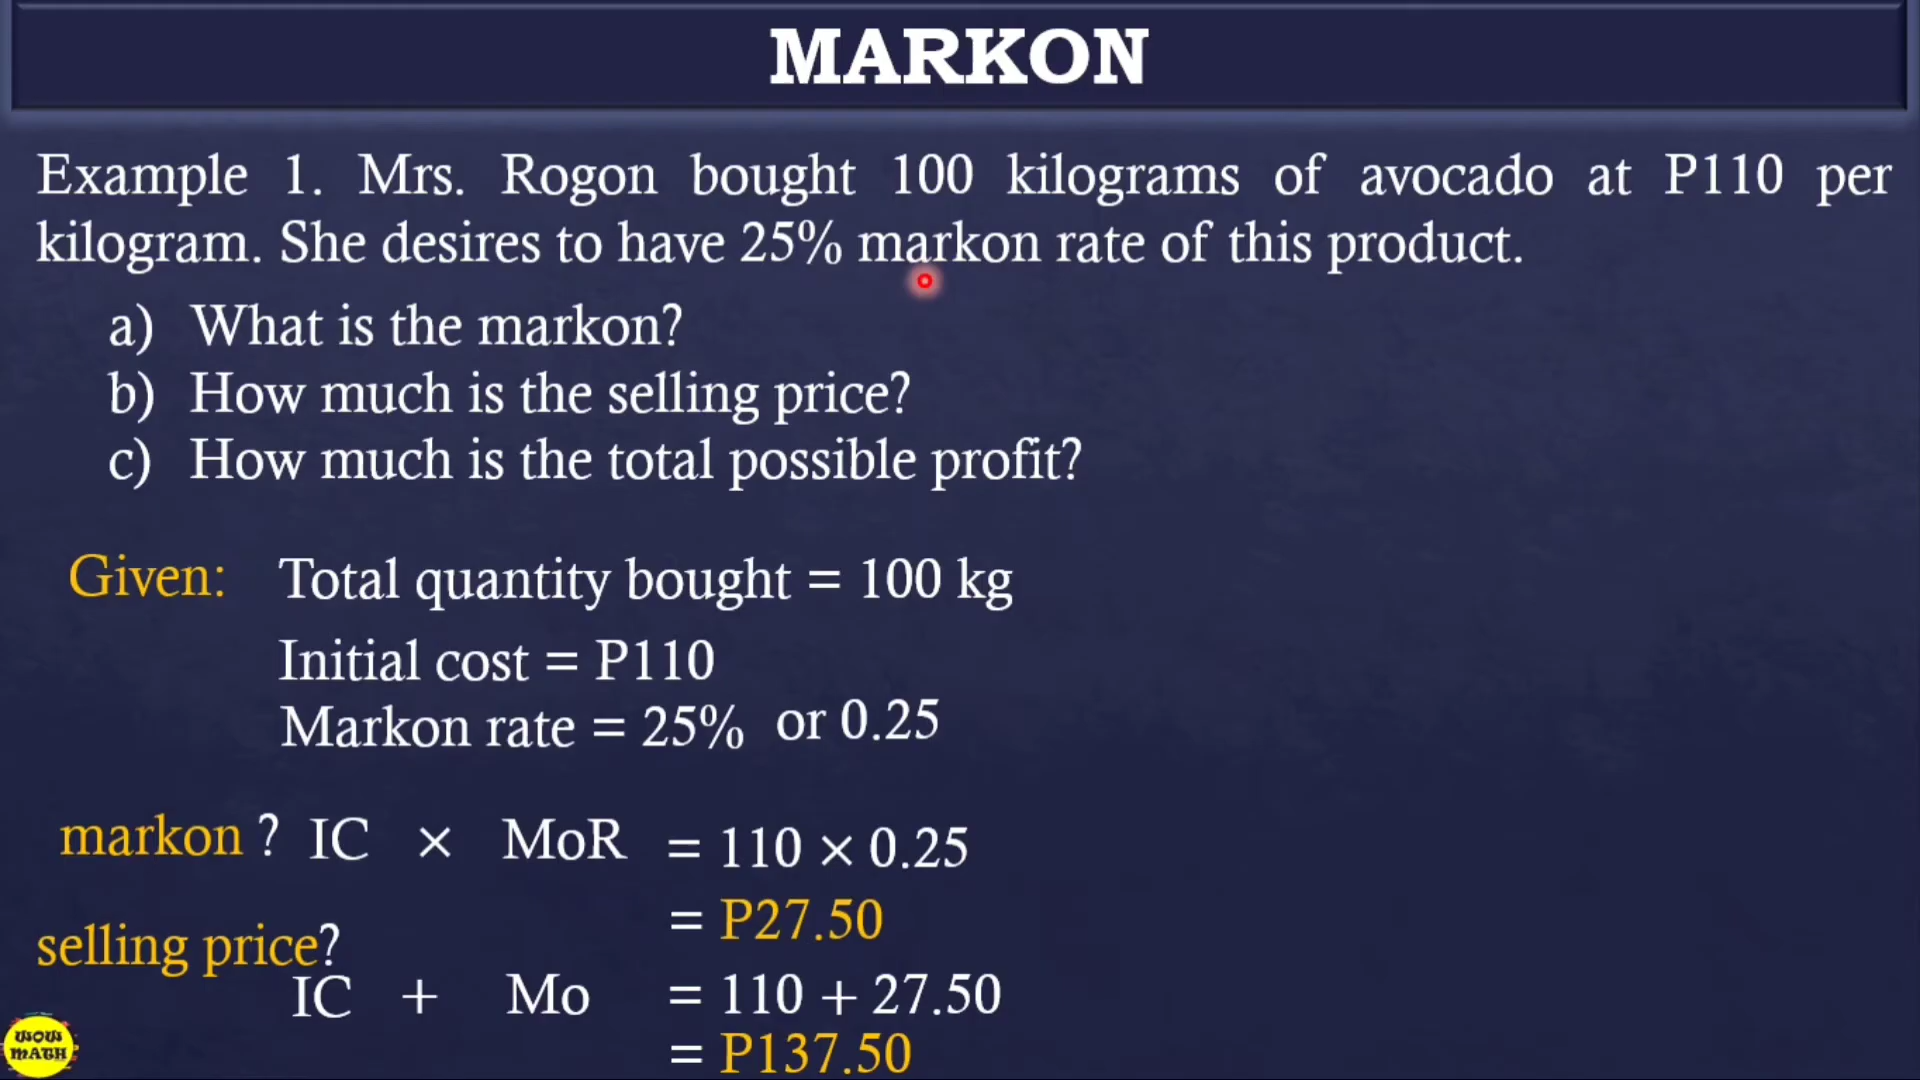 MARKON
Example 1. Mrs. Rogon bought 100 kilograms of avocado at P110 per
kilogram. She desires to have 25% markon rate of this product.
a) What is the markon?
b) How much is the selling price?
c) How much is the total possible profit?
Given: Total quantity bought = 100 kg
Initial cost = P110
Markon rate = 25% or 0.25
markon ? IC × MoR = 110 × 0.25
= P27.50
selling price?
IC + Mo = 110 + 27.50
= P137.50
WOW
MATH